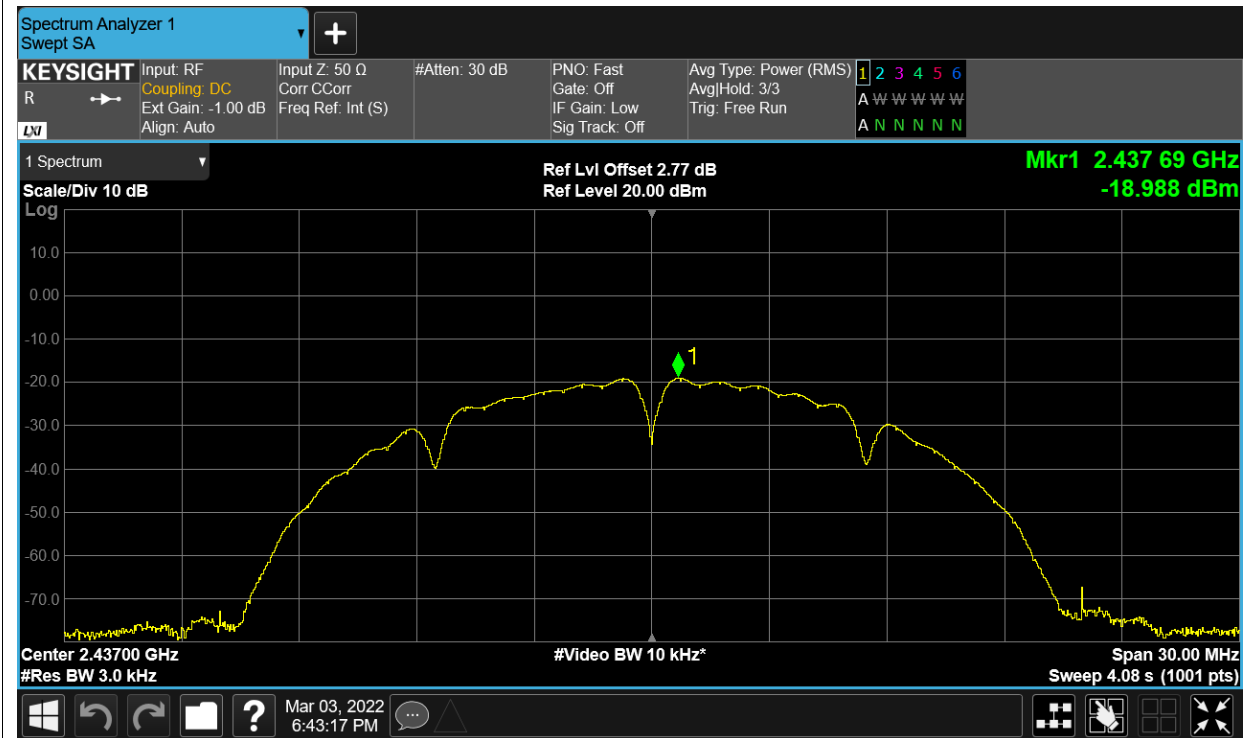 Spectrum Analyzer 1
Swept SA
KEYSIGHT
R
LXI
Input: RF
Coupling: DC
Ext Gain: -1.00 dB
Align: Auto
Input Z: 50 Ω
Corr CCorr
Freq Ref: Int (S)
#Atten: 30 dB
PNO: Fast
Gate: Off
IF Gain: Low
Sig Track: Off
Avg Type: Power (RMS)
Avg|Hold: 3/3
Trig: Free Run
1 2 3 4 5 6
A W W W W W
A N N N N N
1 Spectrum
Scale/Div 10 dB
Log
Ref Lvl Offset 2.77 dB
Ref Level 20.00 dBm
Mkr1 2.437 69 GHz
-18.988 dBm
10.0
0.00
-10.0
1
-20.0
-30.0
-40.0
-50.0
-60.0
-70.0
Center 2.43700 GHz
#Res BW 3.0 kHz
#Video BW 10 kHz*
Span 30.00 MHz
Sweep 4.08 s (1001 pts)
?
Mar 03, 2022
6:43:17 PM